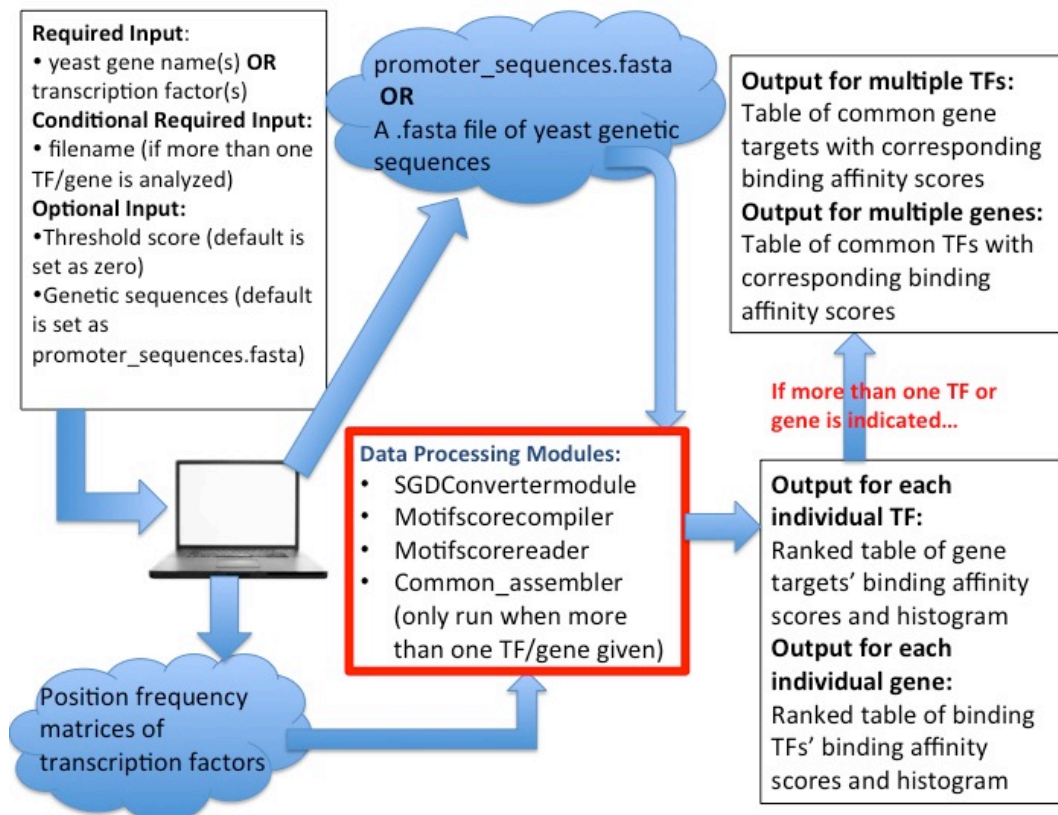 Required Input:
• yeast gene name(s) OR
transcription factor(s)
Conditional Required Input:
• filename (if more than one
TF/gene is analyzed)
Optional Input:
•Threshold score (default is
set as zero)
•Genetic sequences (default
is set as
promoter_sequences.fasta)
promoter_sequences.fasta
OR
A .fasta file of yeast genetic
sequences
Output for multiple TFs:
Table of common gene
targets with corresponding
binding affinity scores
Output for multiple genes:
Table of common TFs with
corresponding binding
affinity scores
If more than one TF or
gene is indicated...
Data Processing Modules:
• SGDConvertermodule
• Motifscorecompiler
• Motifscorereader
• Common_assembler
(only run when more
than one TF/gene given)
Output for each
individual TF:
Ranked table of gene
targets' binding affinity
scores and histogram
Output for each
individual gene:
Ranked table of binding
TFs' binding affinity
scores and histogram
Position frequency
matrices of
transcription factors